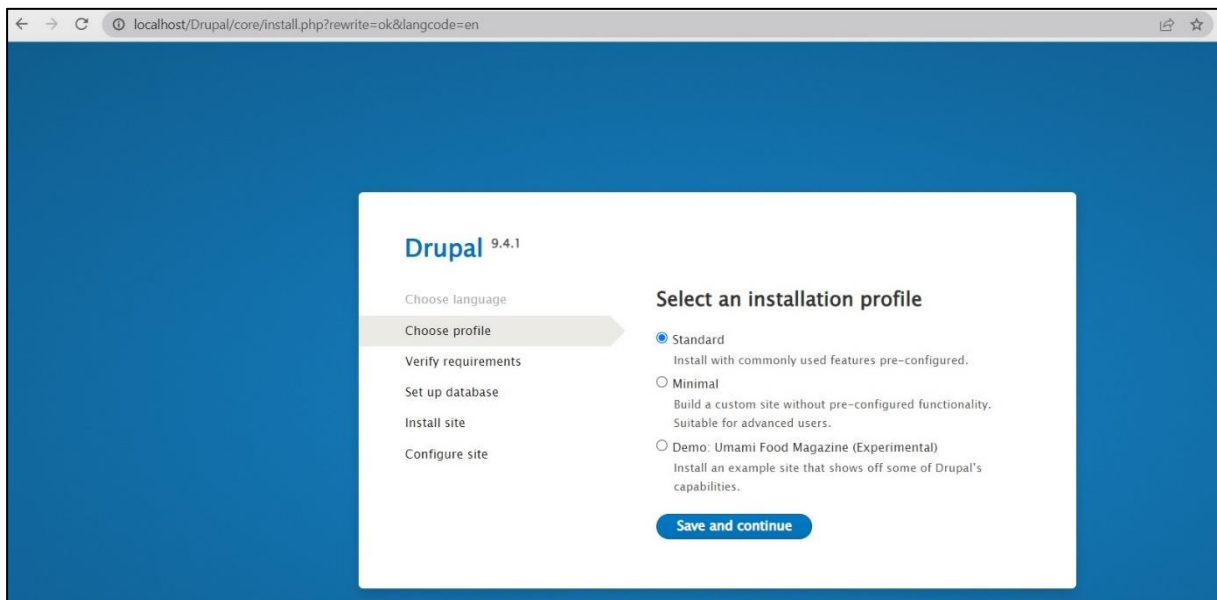 localhost/Drupal/core/install.php?rewrite=ok&langcode=en
Drupal 9.4.1
Choose language
Choose profile
Verify requirements
Set up database
Install site
Configure site
Select an installation profile
Standard
Install with commonly used features pre-configured.
Minimal
Build a custom site without pre-configured functionality.
Suitable for advanced users.
Demo: Umami Food Magazine (Experimental)
Install an example site that shows off some of Drupal's
capabilities.
Save and continue